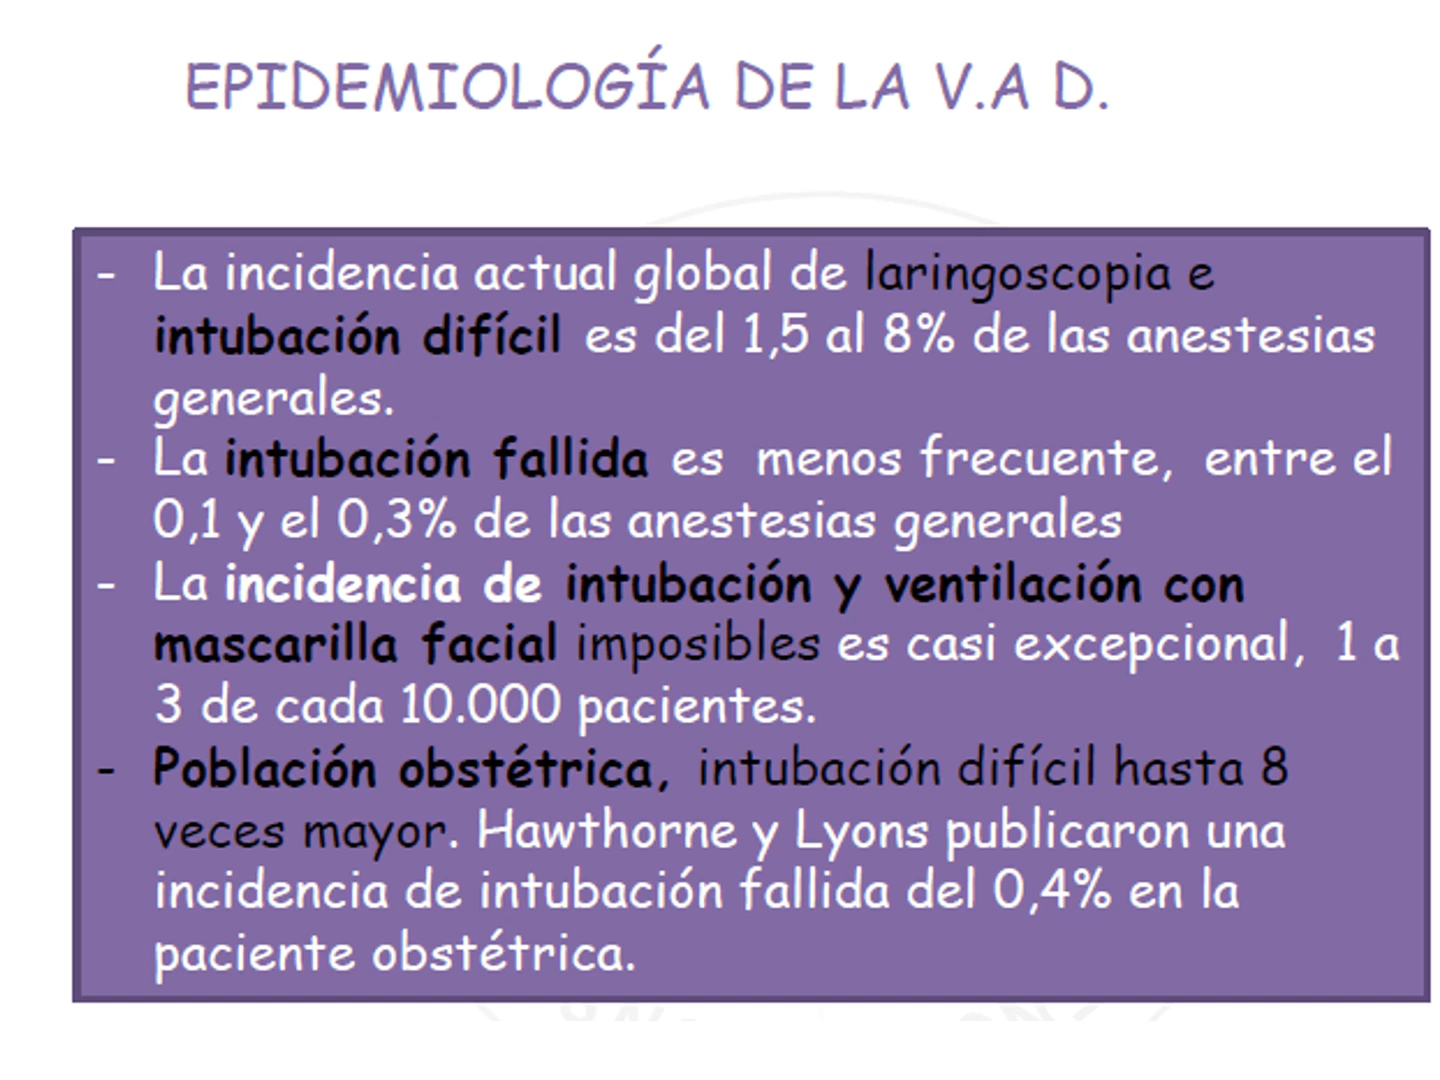 EPIDEMIOLOGÍA DE LA V.A D.
- La incidencia actual global de laringoscopia e
intubación difícil es del 1,5 al 8% de las anestesias
generales.
- La intubación fallida es menos frecuente, entre el
0,1 y el 0,3% de las anestesias generales
- La incidencia de intubación y ventilación con
mascarilla facial imposibles es casi excepcional, 1 a
3 de cada 10.000 pacientes.
- Población obstétrica, intubación difícil hasta 8
veces mayor. Hawthorne y Lyons publicaron una
incidencia de intubación fallida del 0,4% en la
paciente obstétrica.